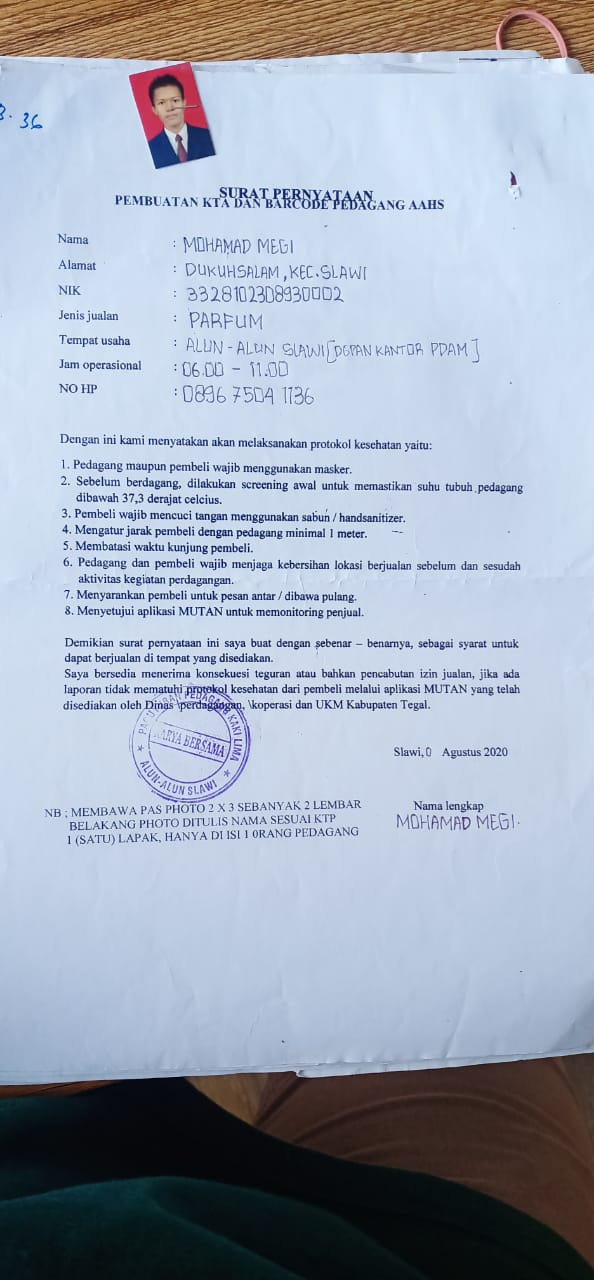 3. 36
SURAT PERNYATAAN
PEMBUATAN KTA DAN BARCODE PEDAGANG AAHS
Nama : MOHAMAD MEGI
Alamat : DUKUHSALAM, KEC. SLAWI
NIK : 3328102308930002
Jenis jualan : PARFUM
Tempat usaha : ALUN - ALUN SLAWI [DEPAN KANTOR PDAM]
Jam operasional : 06.00 - 11.00
NO HP : 0896 7504 1136
Dengan ini kami menyatakan akan melaksanakan protokol kesehatan yaitu:
1. Pedagang maupun pembeli wajib menggunakan masker.
2. Sebelum berdagang, dilakukan screening awal untuk memastikan suhu tubuh pedagang
dibawah 37,3 derajat celcius.
3. Pembeli wajib mencuci tangan menggunakan sabun / handsanitizer.
4. Mengatur jarak pembeli dengan pedagang minimal 1 meter.
5. Membatasi waktu kunjung pembeli.
6. Pedagang dan pembeli wajib menjaga kebersihan lokasi berjualan sebelum dan sesudah
aktivitas kegiatan perdagangan.
7. Menyarankan pembeli untuk pesan antar / dibawa pulang.
8. Menyetujui aplikasi MUTAN untuk memonitoring penjual.
Demikian surat pernyataan ini saya buat dengan sebenar – benarnya, sebagai syarat untuk
dapat berjualan di tempat yang disediakan.
Saya bersedia menerima konsekuesi teguran atau bahkan pencabutan izin jualan, jika ada
laporan tidak mematuhi protokol kesehatan dari pembeli melalui aplikasi MUTAN yang telah
disediakan oleh Dinas \perdagangan, \koperasi dan UKM Kabupaten Tegal.
PAGUYUBAN PEDAGANG KAKI LIMA
KARYA BERSAMA
ALUN-ALUN SLAWI
Slawi, 0 Agustus 2020
NB ; MEMBAWA PAS PHOTO 2 X 3 SEBANYAK 2 LEMBAR
BELAKANG PHOTO DITULIS NAMA SESUAI KTP
1 (SATU) LAPAK, HANYA DI ISI 1 0RANG PEDAGANG
Nama lengkap
MOHAMAD MEGI.